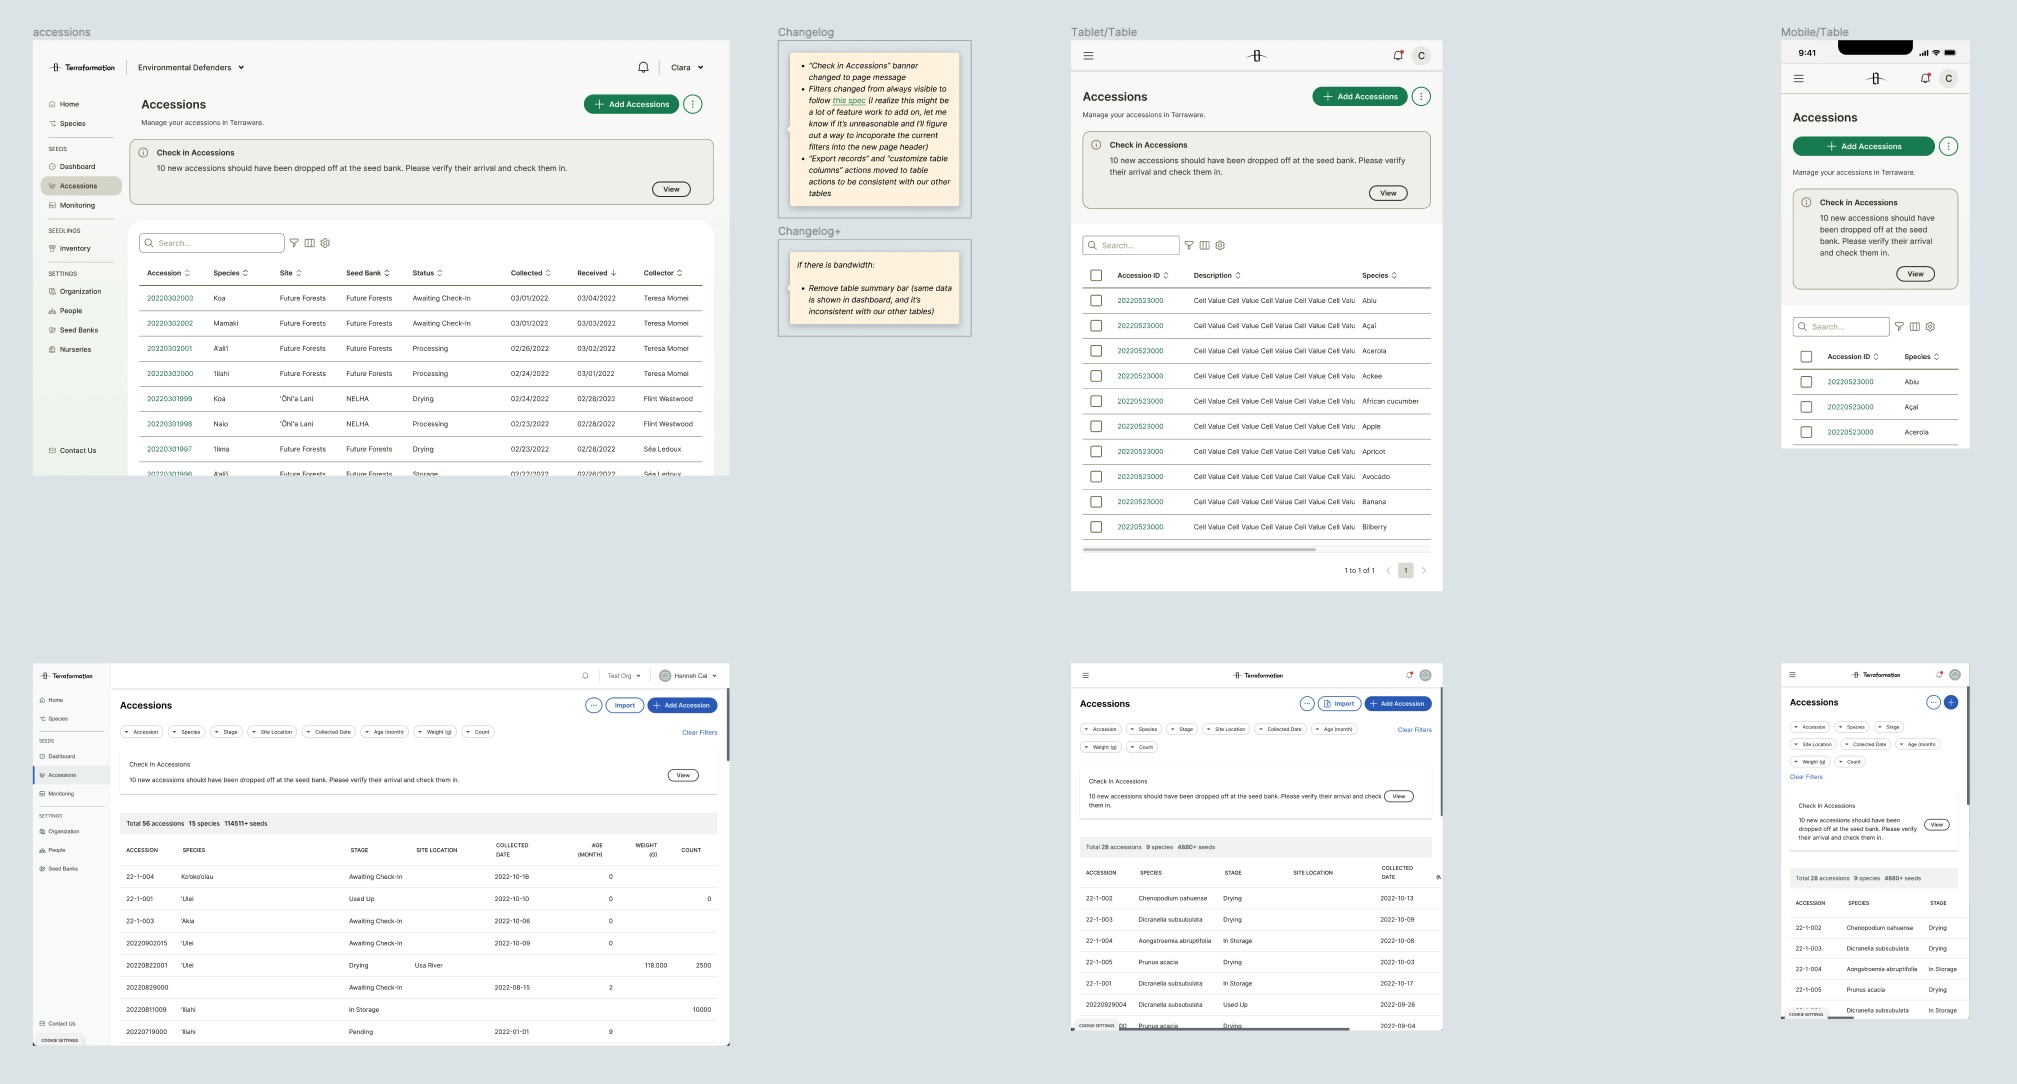 accessions
Terraformation
Environmental Defenders
Clara
Home
Species
SEEDS
Dashboard
Accessions
Monitoring
SEEDLINGS
Inventory
SETTINGS
Organization
People
Seed Banks
Nurseries
Contact Us
Accessions
+ Add Accessions
Manage your accessions in Terraware.
Check in Accessions
10 new accessions should have been dropped off at the seed bank. Please verify their arrival and check them in.
View
Search...
Accession Species Site Seed Bank Status Collected Received ↓ Collector
20220302003 Koa Future Forests Future Forests Awaiting Check-In 03/01/2022 03/04/2022 Teresa Momei
20220302002 Mamaki Future Forests Future Forests Awaiting Check-In 03/01/2022 03/03/2022 Teresa Momei
20220302001 Future Forests Future Forests Processing 02/26/2022 03/02/2022 Teresa Momei
20220302000 Future Forests Future Forests Processing 02/24/2022 03/01/2022 Teresa Momei
20220301999 Koa ʻŌhiʻa Lani NELHA Drying 02/24/2022 02/28/2022 Flint Westwood
20220301998 Naio ʻŌhiʻa Lani NELHA Processing 02/23/2022 02/28/2022 Flint Westwood
20220301997 Future Forests Future Forests Drying 02/23/2022 02/28/2022 Séa Ledoux
20220301996 Future Forests Future Forests Storage 02/22/2022 02/26/2022 Séa Ledoux
Changelog
• "Check in Accessions" banner
changed to page message
• Filters changed from always visible to
follow this spec (I realize this might be
a lot of feature work to add on, let me
know if it's unreasonable and I'll figure
out a way to incoporate the current
filters into the new page header)
• "Export records" and "customize table
columns" actions moved to table
actions to be consistent with our other
tables
Changelog+
If there is bandwidth:
• Remove table summary bar (same data
is shown in dashboard, and it's
inconsistent with our other tables)
Tablet/Table
C
Accessions
+ Add Accessions
Manage your accessions in Terraware.
Check in Accessions
10 new accessions should have been dropped off at the seed bank. Please verify
their arrival and check them in.
View
Search...
Accession ID Description Species
20220523000 Cell Value Cell Value Cell Value Cell Value Cell Valu Abiu
20220523000 Cell Value Cell Value Cell Value Cell Value Cell Valu Açaí
20220523000 Cell Value Cell Value Cell Value Cell Value Cell Valu Acerola
20220523000 Cell Value Cell Value Cell Value Cell Value Cell Valu Ackee
20220523000 Cell Value Cell Value Cell Value Cell Value Cell Valu African cucumber
20220523000 Cell Value Cell Value Cell Value Cell Value Cell Valu Apple
20220523000 Cell Value Cell Value Cell Value Cell Value Cell Valu Apricot
20220523000 Cell Value Cell Value Cell Value Cell Value Cell Valu Avocado
20220523000 Cell Value Cell Value Cell Value Cell Value Cell Valu Banana
20220523000 Cell Value Cell Value Cell Value Cell Value Cell Valu Bilberry
1 to 1 of 1 < 1 >
Mobile/Table
9:41
C
Accessions
+ Add Accessions
Manage your accessions in Terraware.
Check in Accessions
10 new accessions should have
been dropped off at the seed
bank. Please verify their arrival
and check them in.
View
Search...
Accession ID Species
20220523000 Abiu
20220523000 Açaí
20220523000 Acerola
Terraformation
Test Org
Hannah Cai
Home
Species
SEEDS
Dashboard
Accessions
Monitoring
SETTINGS
Organization
People
Seed Banks
Contact Us
COOKIE SETTINGS
Accessions
Import
+ Add Accession
Accession Species Stage Site Location Collected Date Age (month) Weight (g) Count
Clear Filters
Check In Accessions
10 new accessions should have been dropped off at the seed bank. Please verify their arrival and check them in.
View
Total 56 accessions 15 species 114511+ seeds
ACCESSION SPECIES STAGE SITE LOCATION COLLECTED DATE AGE (MONTH) WEIGHT (G) COUNT
22-1-004 Ko'oko'olau Awaiting Check-In 2022-10-16 0
22-1-001 'Ulei Used Up 2022-10-10 0 0
22-1-003 'Akia Awaiting Check-In 2022-10-06 0
20220902015 'Ulei Awaiting Check-In 2022-10-09 0
20220822001 'Ulei Drying Usa River 118.000 2500
20220829000 Awaiting Check-In 2022-08-15 2
20220811009 'Iliahi In Storage 10000
20220719000 'Iliahi Pending 2022-01-01 9
Terraformation
Accessions
Import
+ Add Accession
Accession Species Stage Site Location Collected Date Age (month)
Clear Filters
Weight (g) Count
Check In Accessions
10 new accessions should have been dropped off at the seed bank. Please verify their arrival and check
them in.
View
Total 28 accessions 9 species 4880+ seeds
ACCESSION SPECIES STAGE SITE LOCATION COLLECTED DATE
22-1-002 Chenopodium oahuense Drying 2022-10-13
22-1-003 Dicranella subsubulata Drying 2022-10-09
22-1-004 Aongstroemia abruptifolia In Storage 2022-10-08
22-1-005 Prunus acacia Drying 2022-10-03
22-1-001 Dicranella subsubulata In Storage 2022-10-17
20220929004 Dicranella subsubulata Used Up 2022-09-26
00 Prunus acacia Drying 2022-09-04
COOKIE SETTINGS
Terraformation
Accessions
Accession Species Stage
Site Location Collected Date Age (month)
Weight (g) Count
Clear Filters
Check In Accessions
10 new accessions should have been
dropped off at the seed bank. Please verify
their arrival and check them in.
View
Total 28 accessions 9 species 4880+ seeds
ACCESSION SPECIES STAGE
22-1-002 Chenopodium oahuense Drying
22-1-003 Dicranella subsubulata Drying
22-1-004 Aongstroemia abruptifolia In Storage
22-1-005 Prunus acacia Drying
Dicranella subsubulata In Storage
COOKIE SETTINGS